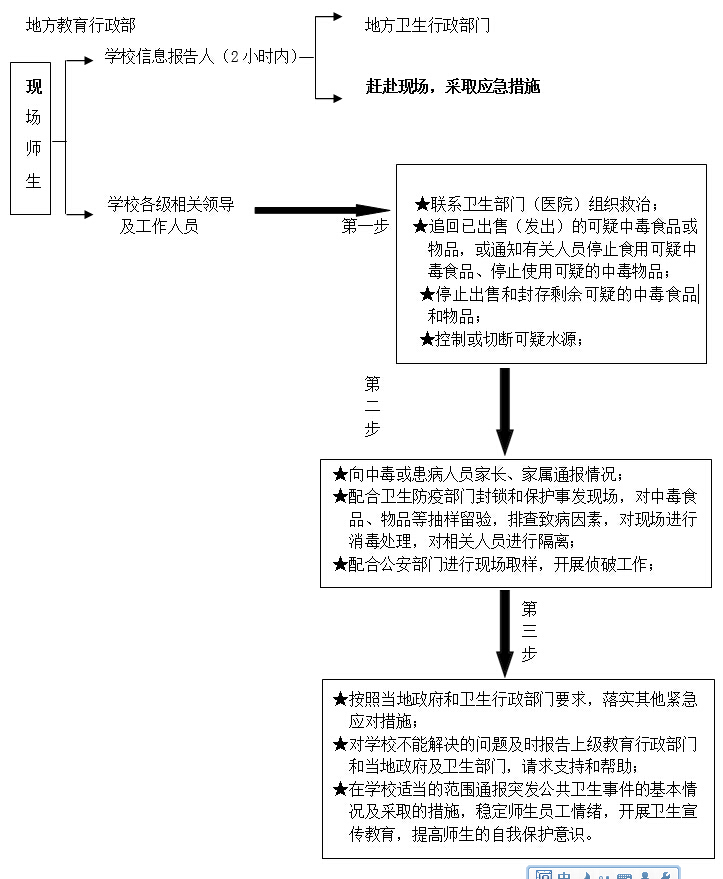 地方教育行政部
地方卫生行政部门
学校信息报告人（2小时内）
赶赴现场，采取应急措施
现
场
师
生
学校各级相关领导
及工作人员
第一步
★联系卫生部门（医院）组织救治；
★追回已出售（发出）的可疑中毒食品或
物品，或通知有关人员停止食用可疑中
毒食品、停止使用可疑的中毒物品；
★停止出售和封存剩余可疑的中毒食品
和物品；
★控制或切断可疑水源；
第
二
步
★向中毒或患病人员家长、家属通报情况；
★配合卫生防疫部门封锁和保护事发现场，对中毒食
品、物品等抽样留验，排查致病因素，对现场进行
消毒处理，对相关人员进行隔离；
★配合公安部门进行现场取样，开展侦破工作；
第
三
步
★按照当地政府和卫生行政部门要求，落实其他紧急
应对措施；
★对学校不能解决的问题及时报告上级教育行政部门
和当地政府及卫生部门，请求支持和帮助；
★在学校适当的范围通报突发公共卫生事件的基本情
况及采取的措施，稳定师生员工情绪，开展卫生宣
传教育，提高师生的自我保护意识。
中